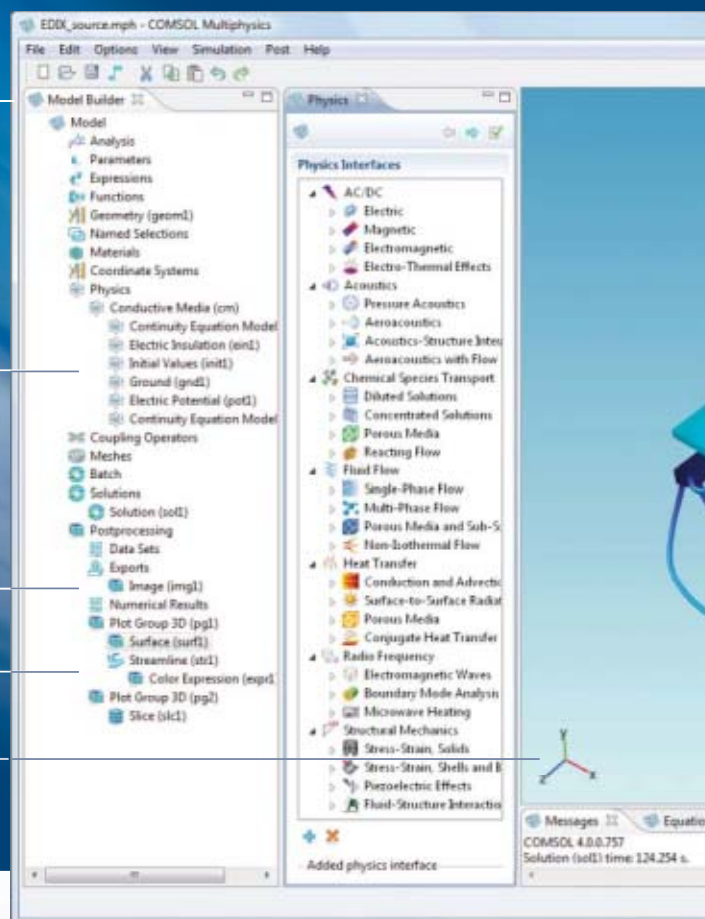 EDIX_source.mph - COMSOL Multiphysics
File Edit Options View Simulation Post Help
Model Builder
Model
Analysis
Parameters
Expressions
Functions
Geometry (geom1)
Named Selections
Materials
Coordinate Systems
Physics
Conductive Media (cm)
Continuity Equation Model
Electric Insulation (ein1)
Initial Values (init1)
Ground (gnd1)
Electric Potential (pot1)
Continuity Equation Model
Coupling Operators
Meshes
Batch
Solutions
Solution (sol1)
Postprocessing
Data Sets
Exports
Image (img1)
Numerical Results
Plot Group 3D (pg1)
Surface (surf1)
Streamline (str1)
Color Expression (expr1
Plot Group 3D (pg2)
Slice (slc1)
Physics
Physics Interfaces
AC/DC
Electric
Magnetic
Electromagnetic
Electro-Thermal Effects
Acoustics
Pressure Acoustics
Aeroacoustics
Acoustics-Structure Inter
Aeroacoustics with Flow
Chemical Species Transport
Diluted Solutions
Concentrated Solutions
Porous Media
Reacting Flow
Fluid Flow
Single-Phase Flow
Multi-Phase Flow
Porous Media and Sub-S
Non-Isothermal Flow
Heat Transfer
Conduction and Advectio
Surface-to-Surface Radiat
Porous Media
Conjugate Heat Transfer
Radio Frequency
Electromagnetic Waves
Boundary Mode Analysis
Microwave Heating
Structural Mechanics
Stress-Strain, Solids
Stress-Strain, Shells and B
Piezoelectric Effects
Fluid-Structure Interactio
Added physics interface
y
z x
Messages Equatio
COMSOL 4.0.0.757
Solution (sol1) time: 124.254 s.